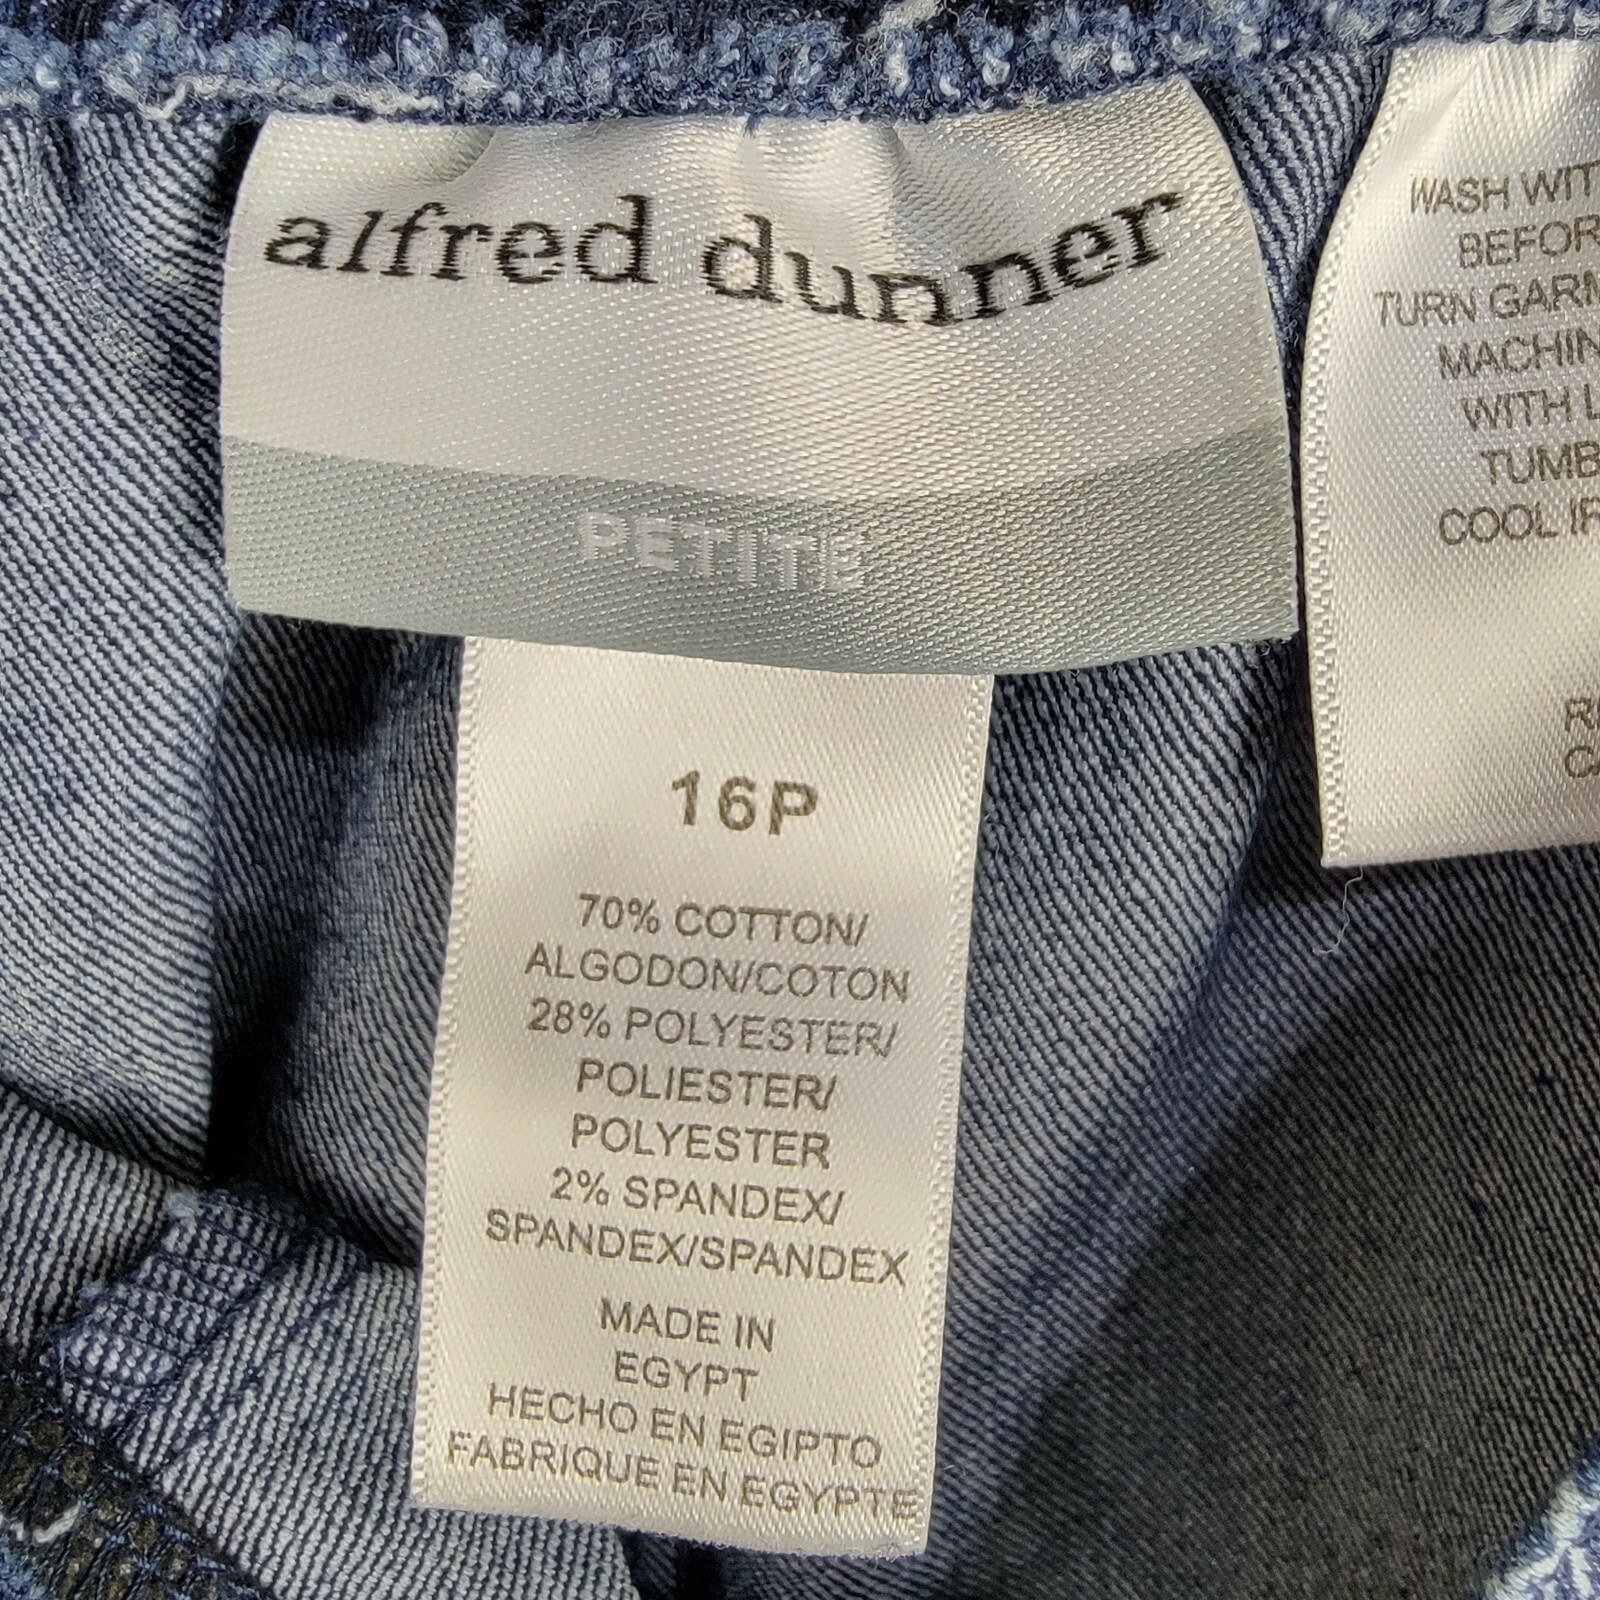 alfred dunner
PETITE
16P
70% COTTON/
ALGODON/COTON
28% POLYESTER/
POLIESTER/
POLYESTER
2% SPANDEX/
SPANDEX/SPANDEX
MADE IN
EGYPT
HECHO EN EGIPTO
FABRIQUE EN EGYPTE
WASH WIT
BEFOR
TURN GARM
MACHIN
WITH L
TUMB
COOL IR